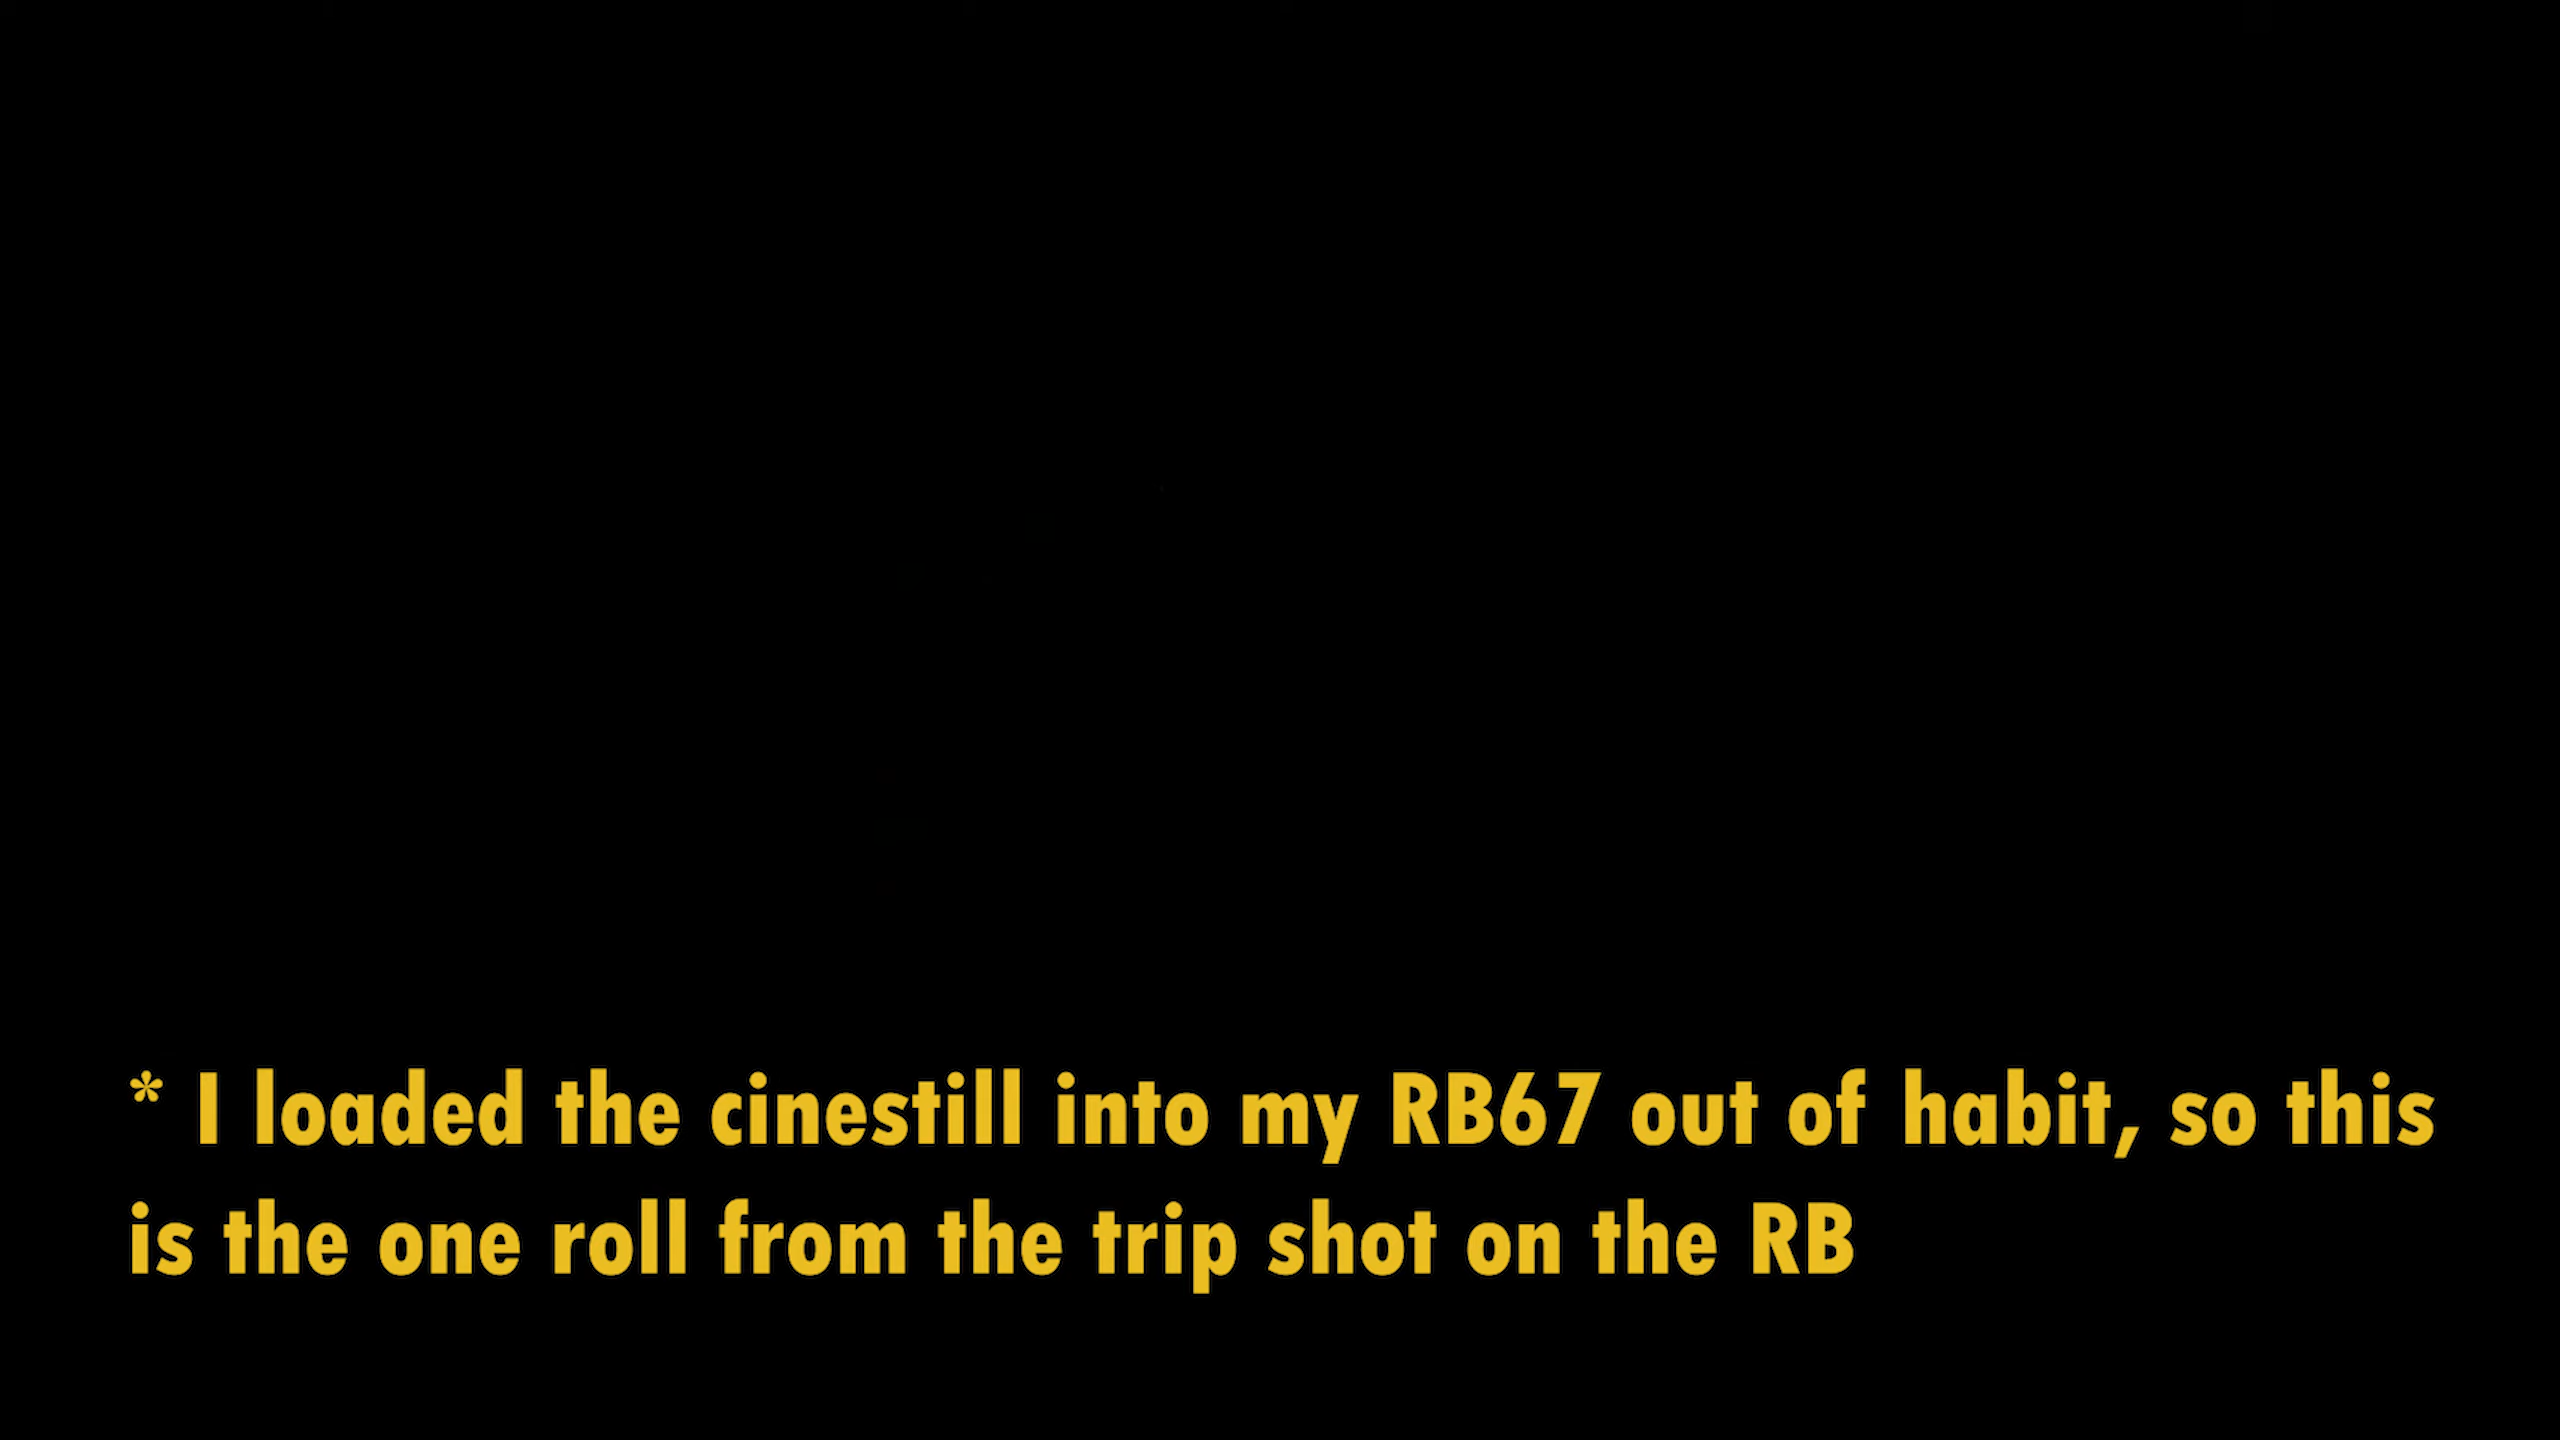 * I loaded the cinestill into my RB67 out of habit, so this
is the one roll from the trip shot on the RB